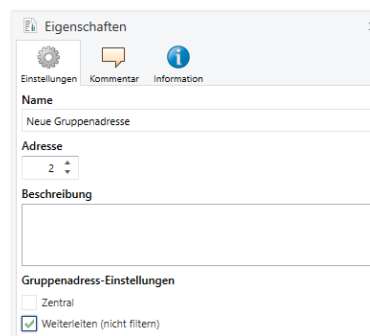 Eigenschaften
Einstellungen Kommentar Information
Name
Neue Gruppenadresse
Adresse
2
Beschreibung
Gruppenadress-Einstellungen
Zentral
Weiterleiten (nicht filtern)